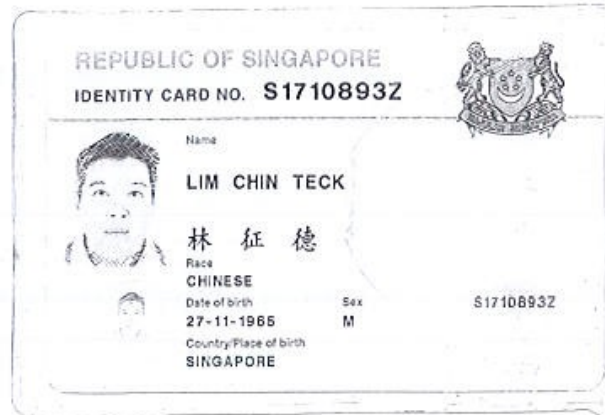 REPUBLIC OF SINGAPORE
IDENTITY CARD NO. S1710893Z
Name
LIM CHIN TECK
林 征 德
Race
CHINESE
Date of birth Sex
27-11-1965 M S1710893Z
Country/Place of birth
SINGAPORE